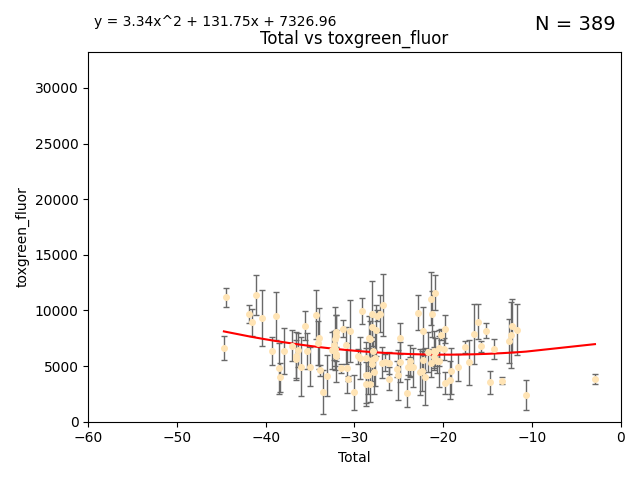 y = 3.34x^2 + 131.75x + 7326.96
N = 389
Total vs toxgreen_fluor
toxgreen_fluor
30000
25000
20000
15000
10000
5000
0
−60
−50
−40
−30
−20
−10
0
Total